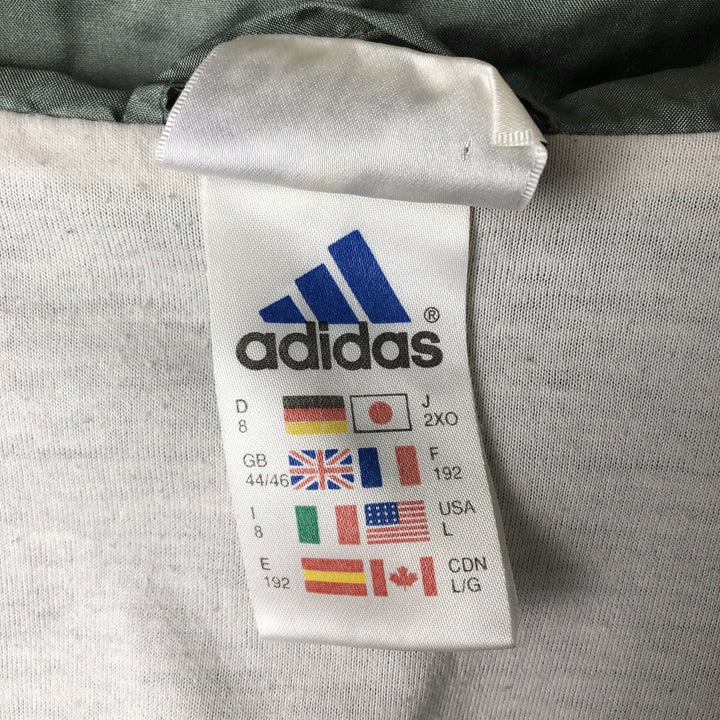 adidas®
D J
8 2XO
GB F
44/46 192
I USA
8 L
E CDN
192 L/G